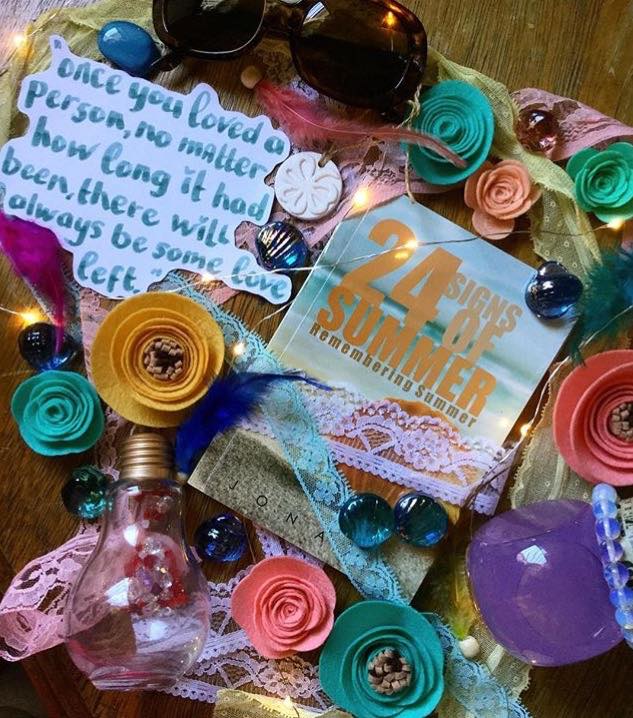 "once you loved a
person, no matter
how long it had
been, there will
always be some love
left."
24
SIGNS
OF
SUMMER
Remembering Summer
JONA